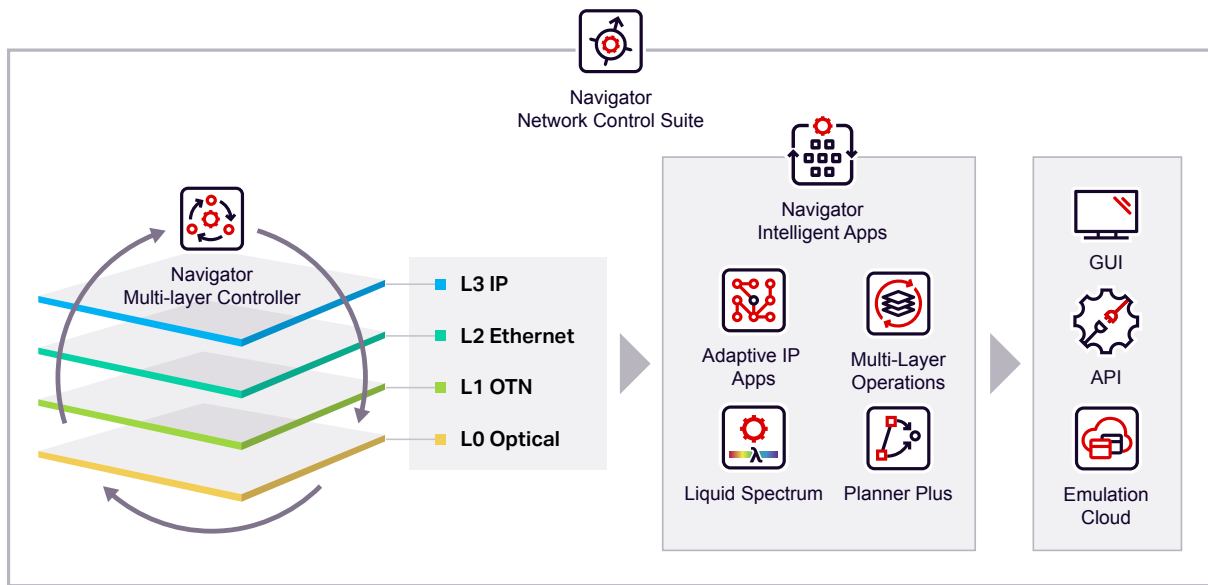 Navigator
Network Control Suite
Navigator
Multi-layer Controller
L3 IP
L2 Ethernet
L1 OTN
L0 Optical
Navigator
Intelligent Apps
Adaptive IP
Apps
Multi-Layer
Operations
λ
Liquid Spectrum
Planner Plus
GUI
API
Emulation
Cloud